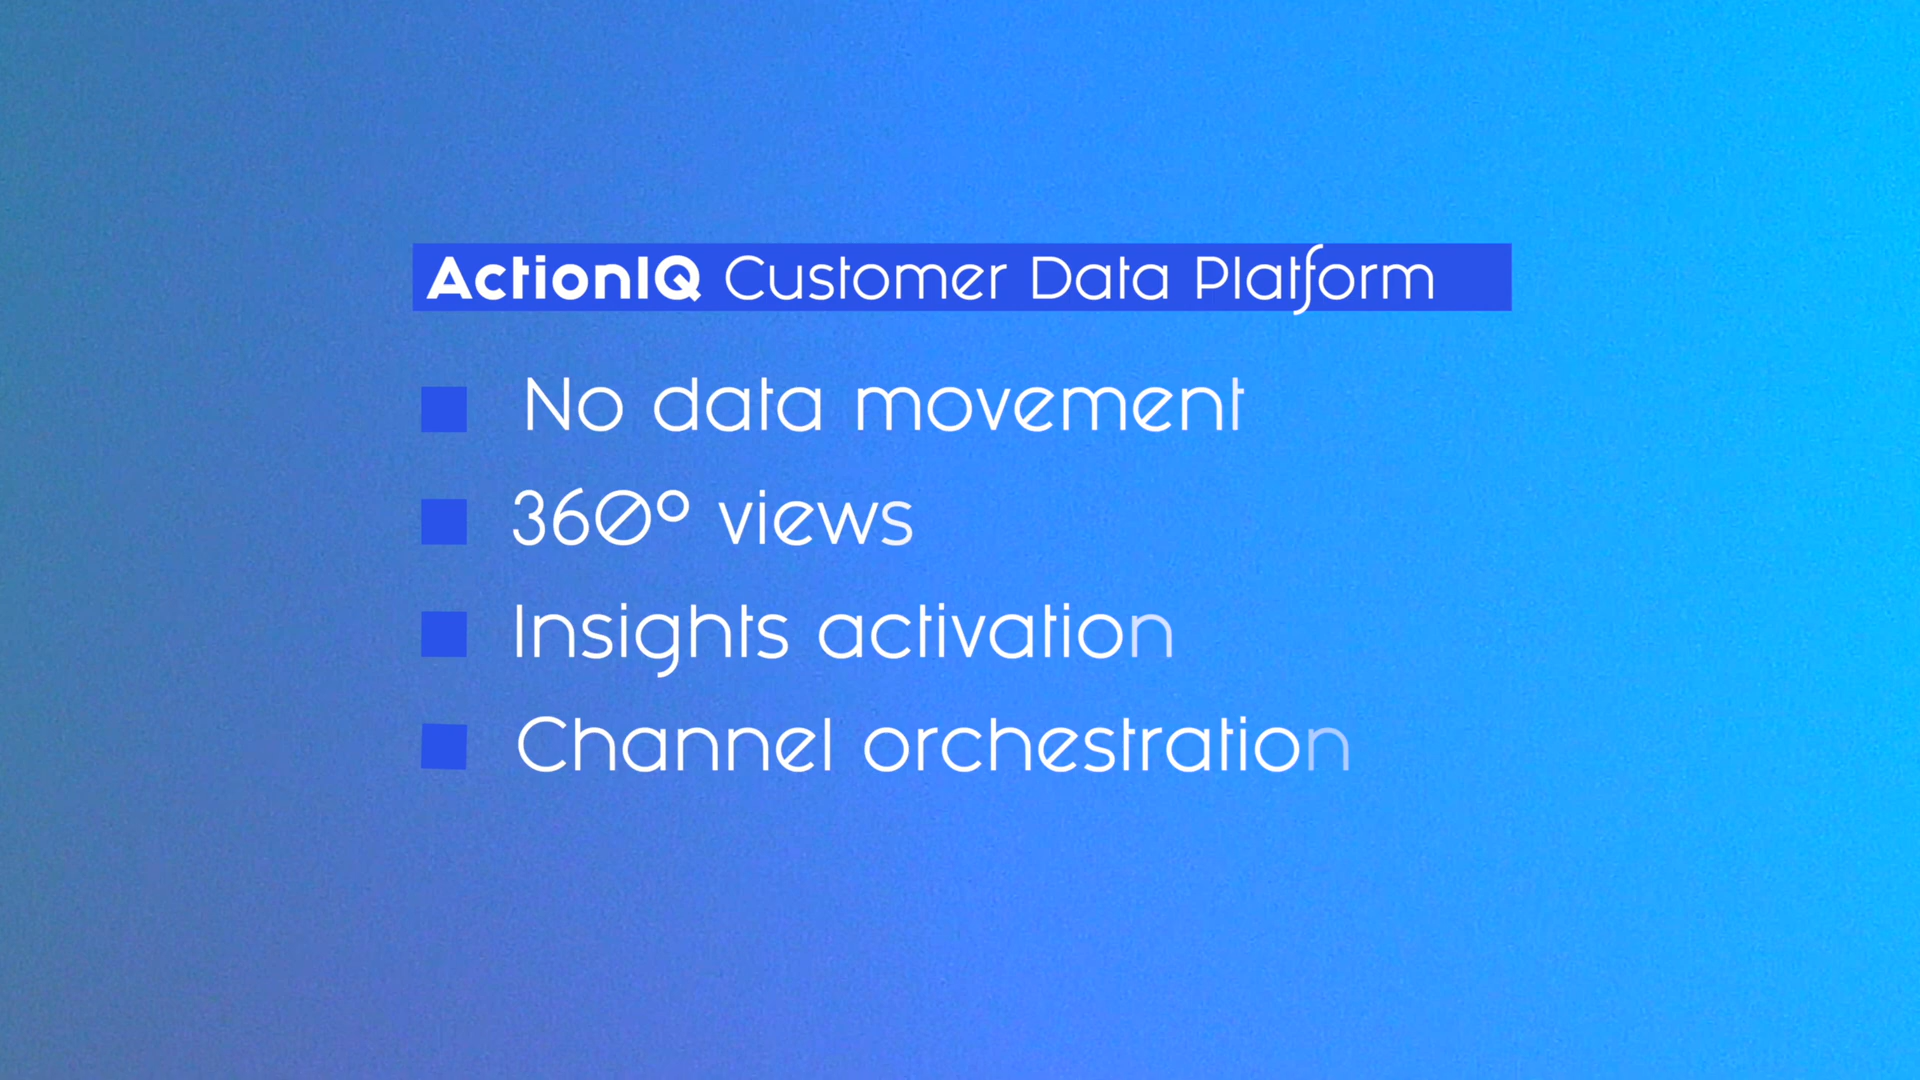 ActionIQ Customer Data Platform
No data movement
360° views
Insights activation
Channel orchestration